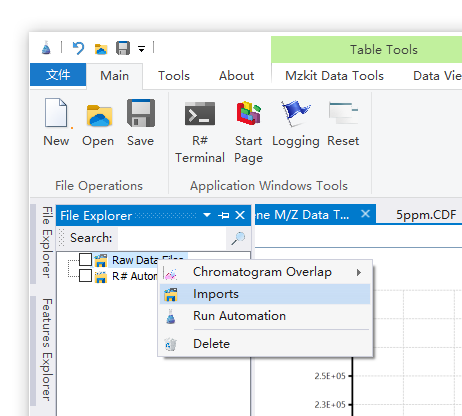 Table Tools
文件 Main Tools About Mzkit Data Tools Data Vie
New Open Save R# Terminal Start Page Logging Reset
File Operations Application Windows Tools
File Explorer
Features Explorer
File Explorer
ene M/Z Data T... 5ppm.CDF
Search:
Raw Data Files
R# Autom
Chromatogram Overlap
Imports
Run Automation
Delete
2.5E+05
2.3E+05